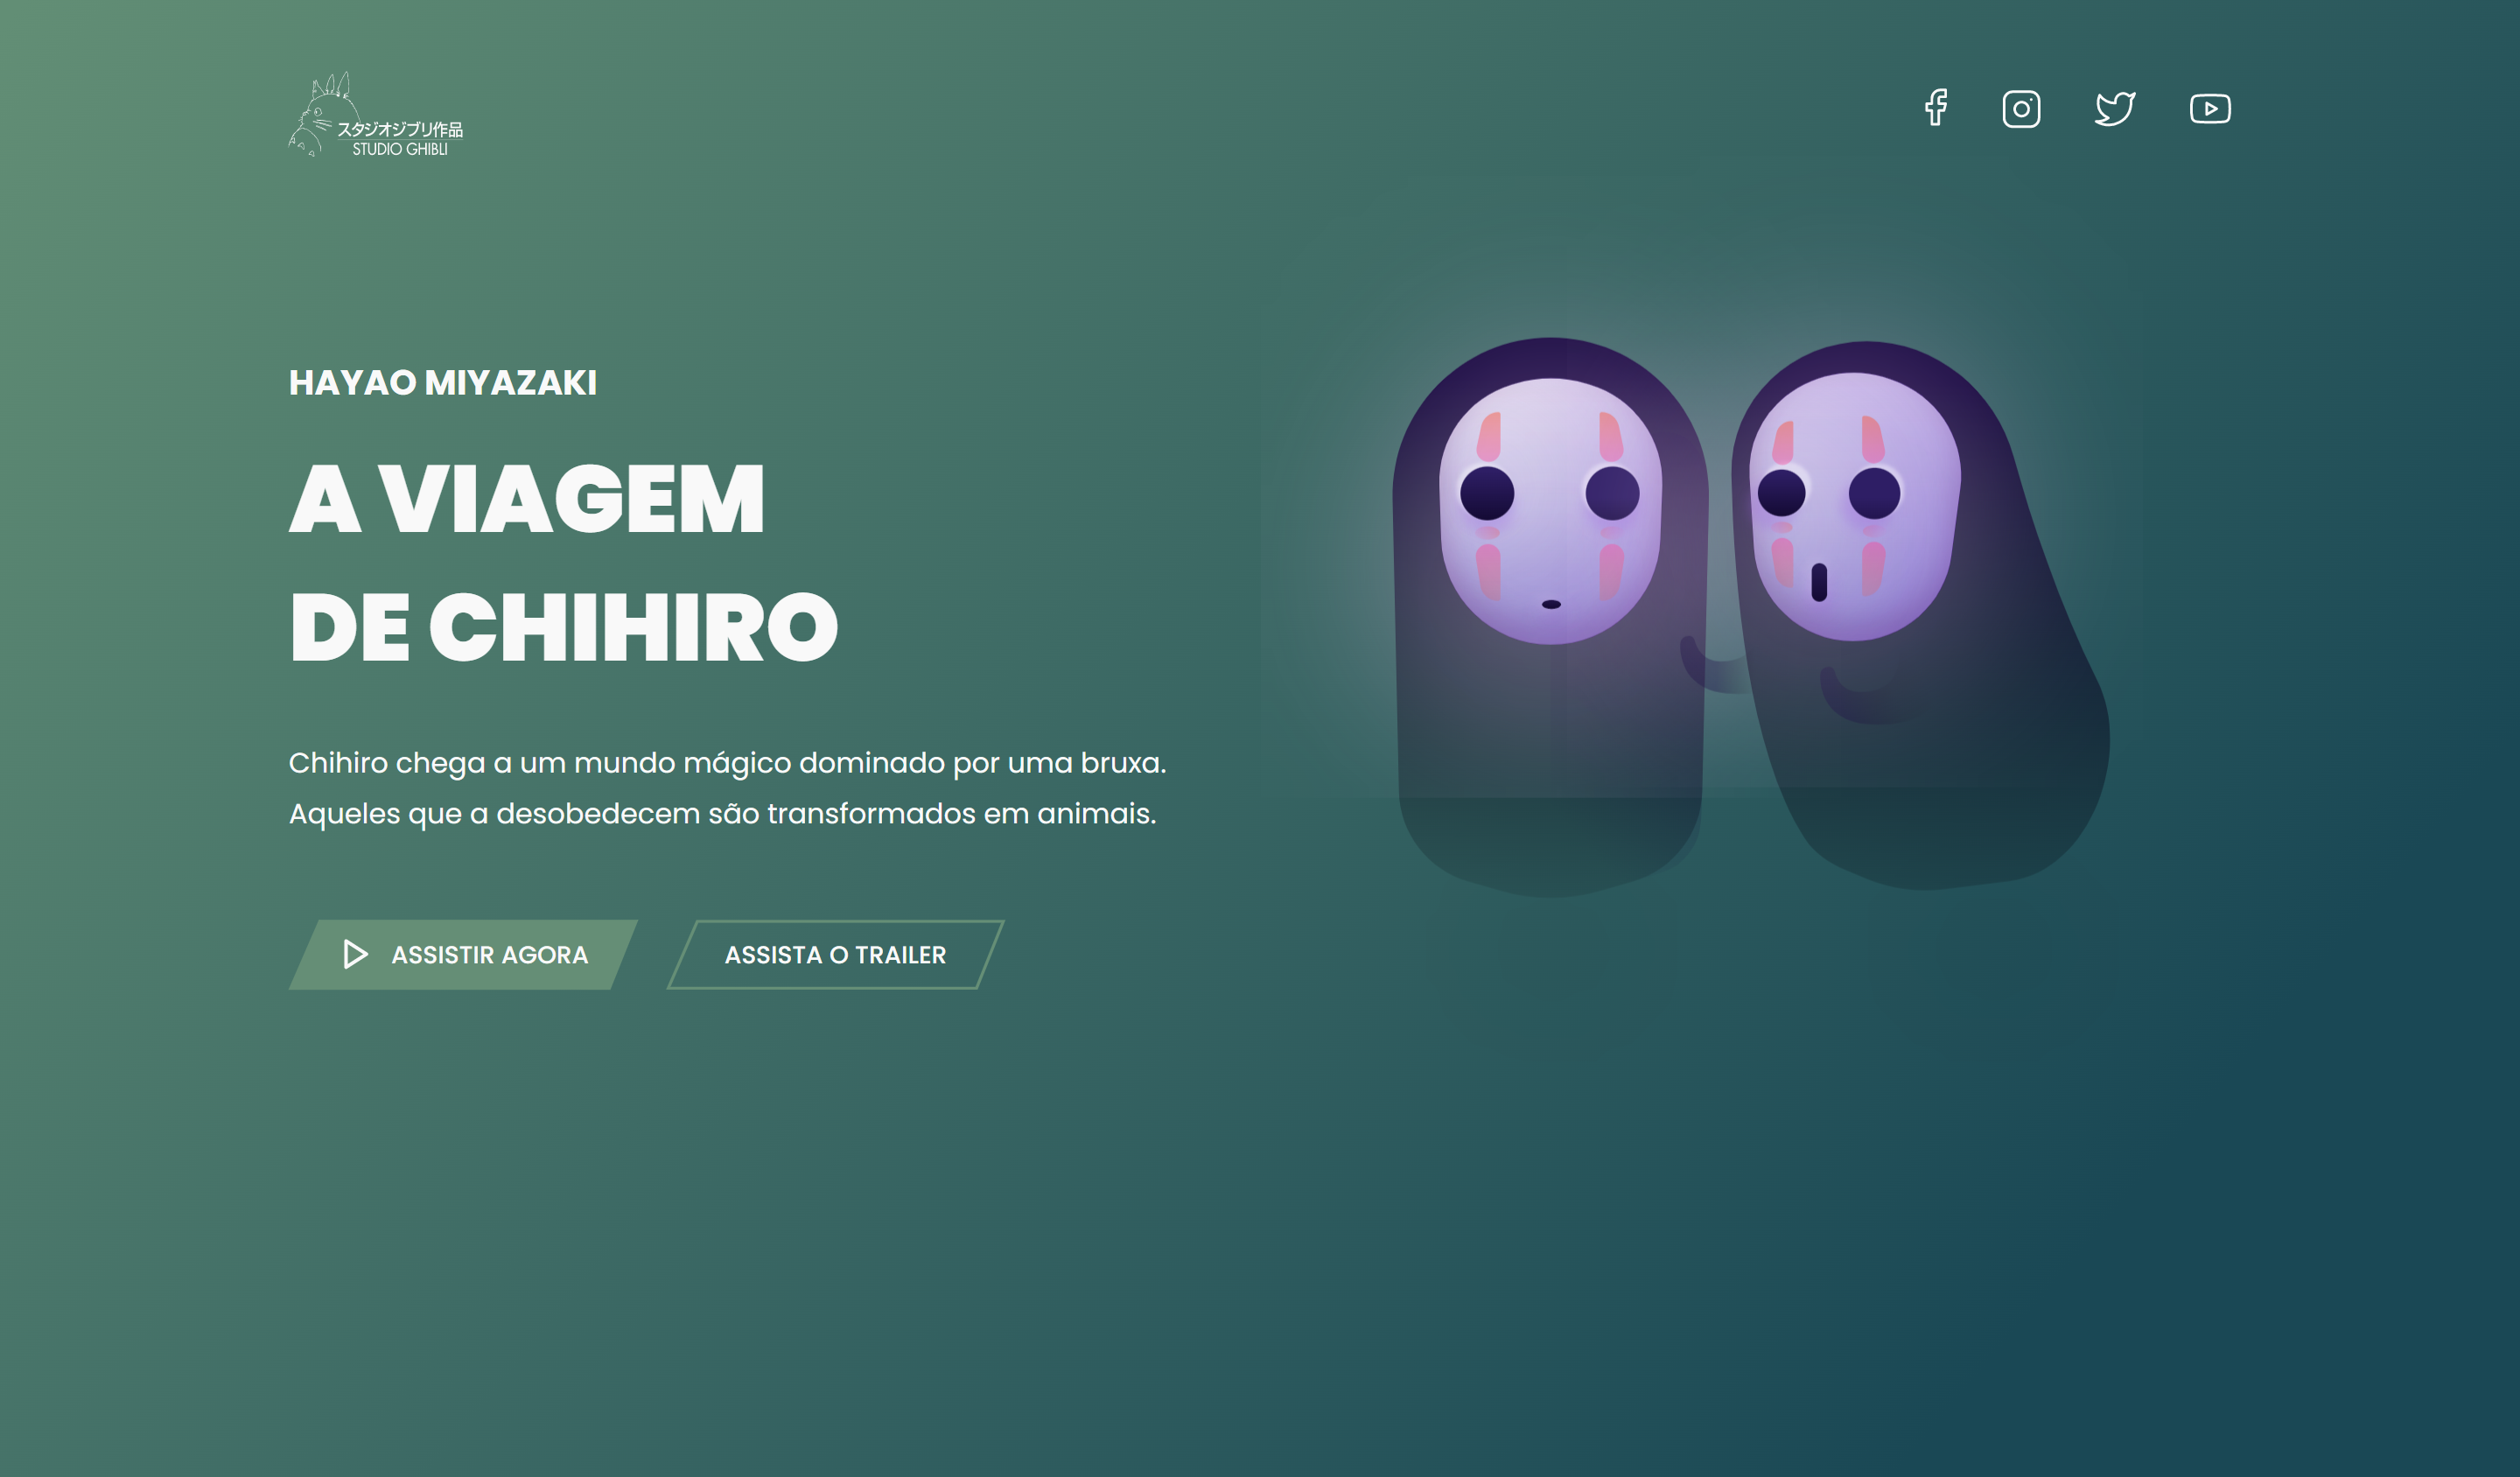 スタジオジブリ作品
STUDIO GHIBLI
HAYAO MIYAZAKI
A VIAGEM
DE CHIHIRO
Chihiro chega a um mundo mágico dominado por uma bruxa.
Aqueles que a desobedecem são transformados em animais.
ASSISTIR AGORA
ASSISTA O TRAILER